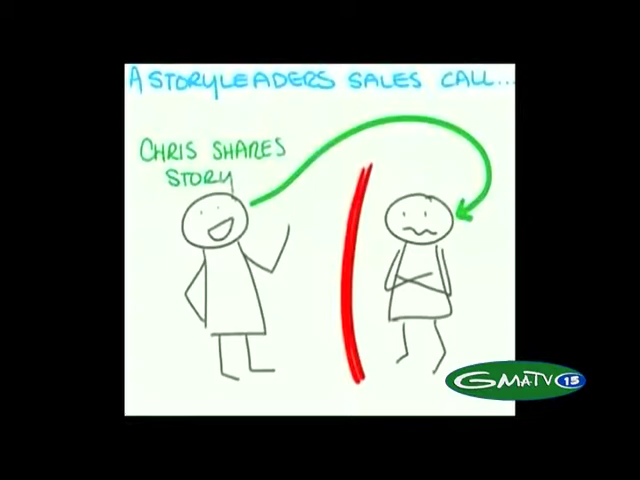 A STORYLEADERS SALES CALL...
CHRIS SHARES
STORY
GMATV 15